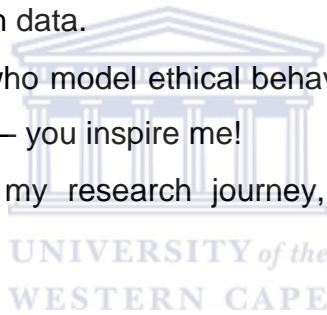 n data.
who model ethical behav
– you inspire me!
my research journey,
UNIVERSITY of the
WESTERN CAPE